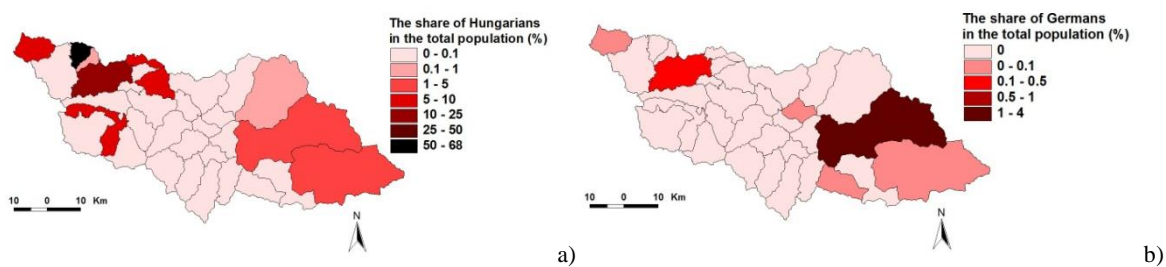 The share of Hungarians
in the total population (%)
0 - 0.1
0.1 - 1
1 - 5
5 - 10
10 - 25
25 - 50
50 - 68
10 0 10 Km
N
a)
The share of Germans
in the total population (%)
0
0 - 0.1
0.1 - 0.5
0.5 - 1
1 - 4
10 0 10 Km
N
b)